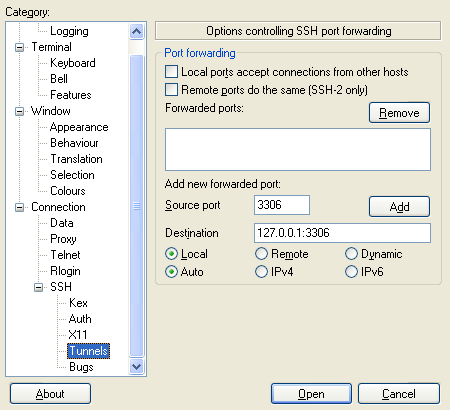 Category:
Logging
Terminal
Keyboard
Bell
Features
Window
Appearance
Behaviour
Translation
Selection
Colours
Connection
Data
Proxy
Telnet
Rlogin
SSH
Kex
Auth
X11
Tunnels
Bugs
Options controlling SSH port forwarding
Port forwarding
Local ports accept connections from other hosts
Remote ports do the same (SSH-2 only)
Forwarded ports:
Remove
Add new forwarded port:
Source port 3306 Add
Destination 127.0.0.1:3306
Local Remote Dynamic
Auto IPv4 IPv6
About Open Cancel